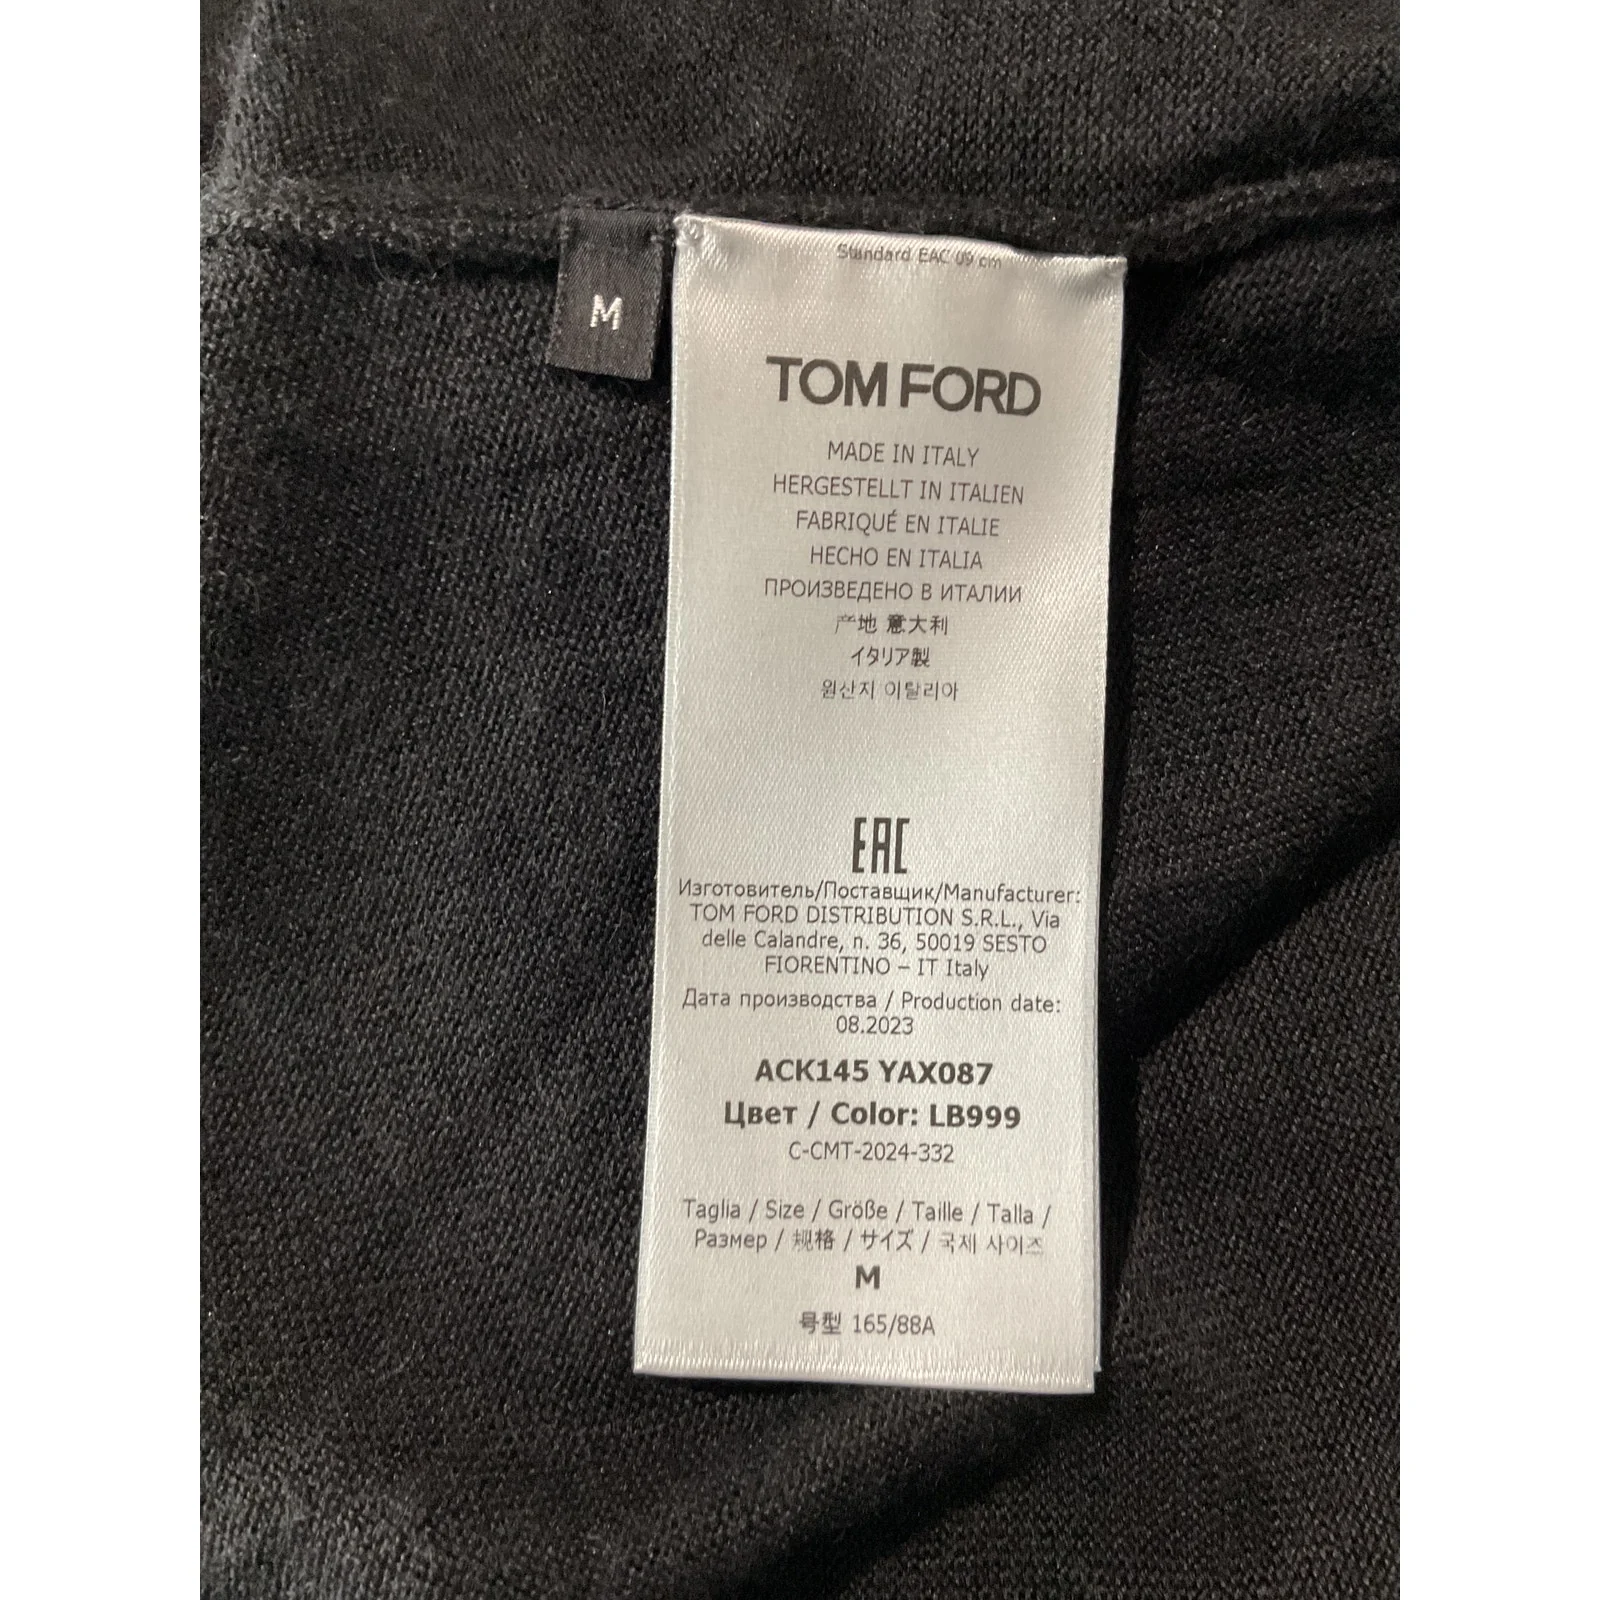 Standard EAC 09 cm
M
TOM FORD
MADE IN ITALY
HERGESTELLT IN ITALIEN
FABRIQUÉ EN ITALIE
HECHO EN ITALIA
ПРОИЗВЕДЕНО В ИТАЛИИ
产地 意大利
イタリア製
원산지 이탈리아
EAC
Изготовитель/Поставщик/Manufacturer:
TOM FORD DISTRIBUTION S.R.L., Via
delle Calandre, n. 36, 50019 SESTO
FIORENTINO – IT Italy
Дата производства / Production date:
08.2023
ACK145 YAX087
Цвет / Color: LB999
C-CMT-2024-332
Taglia / Size / Größe / Taille / Talla /
Размер / 规格 / サイズ / 국제 사이즈
M
号型 165/88A